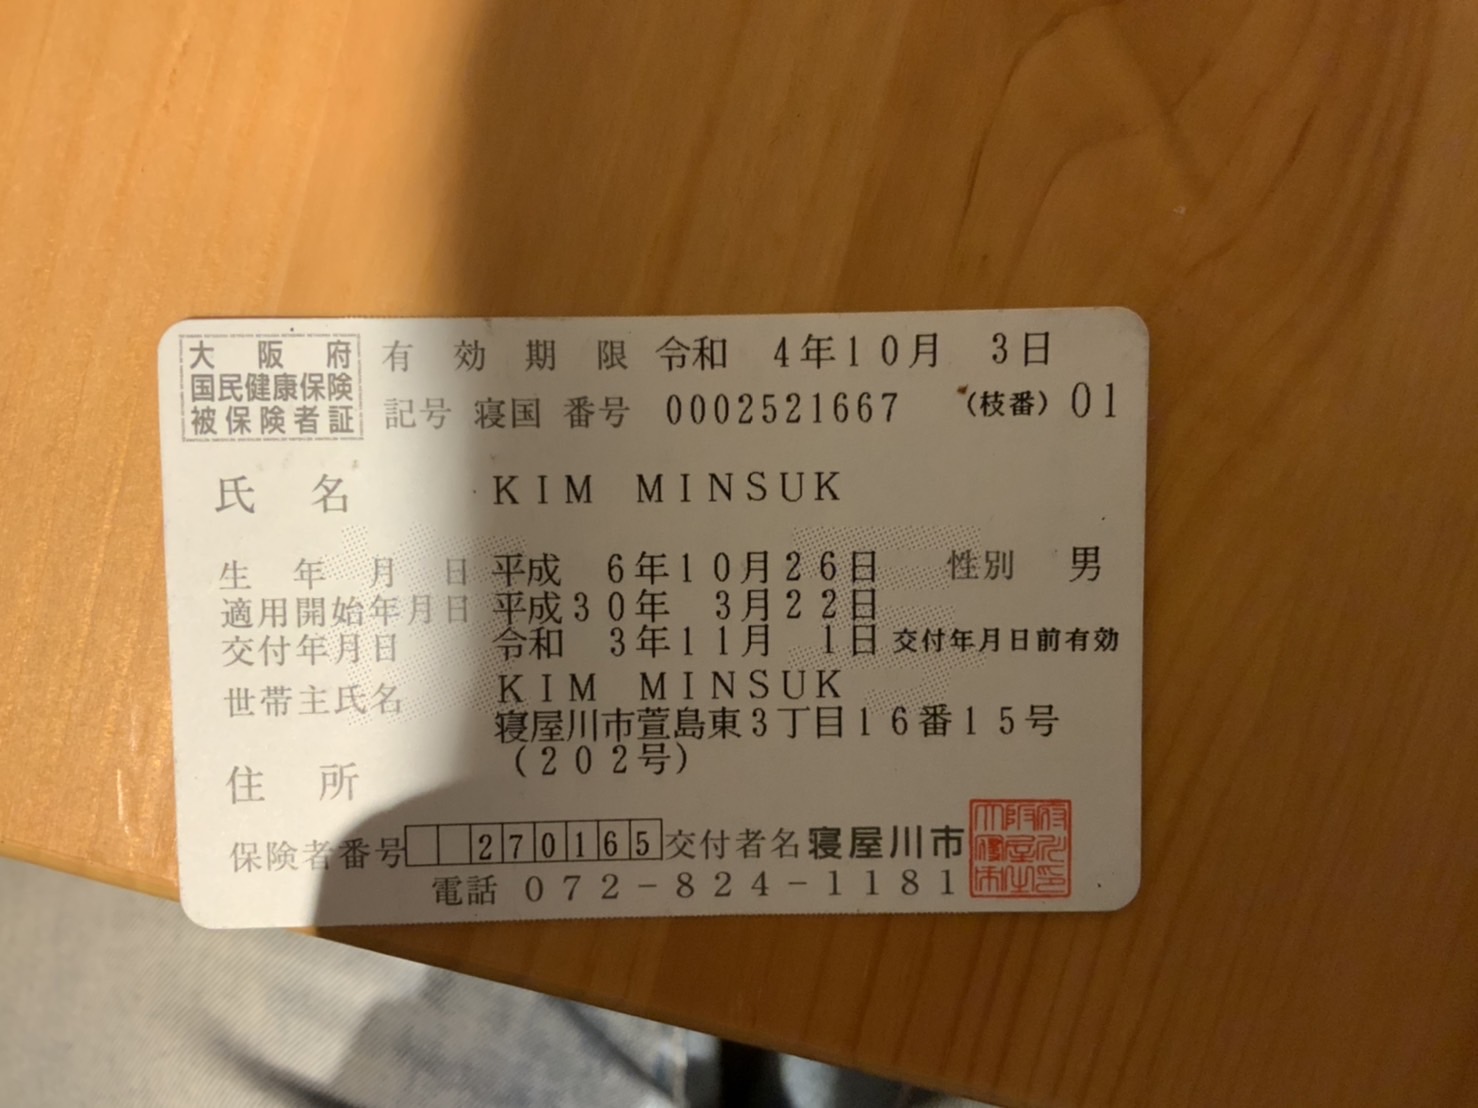 大阪府
国民健康保険
被保険者証
有効期限 令和 4年10月 3日
記号 寝国 番号 0002521667 (枝番) 01
氏名 KIM MINSUK
生年月日 平成 6年10月26日 性別 男
適用開始年月日 平成30年 3月22日
交付年月日 令和 3年11月 1日 交付年月日前有効
世帯主氏名 KIM MINSUK
寝屋川市萱島東3丁目16番15号
(202号)
住所
保険者番号 270165 交付者名 寝屋川市
電話 072-824-1181